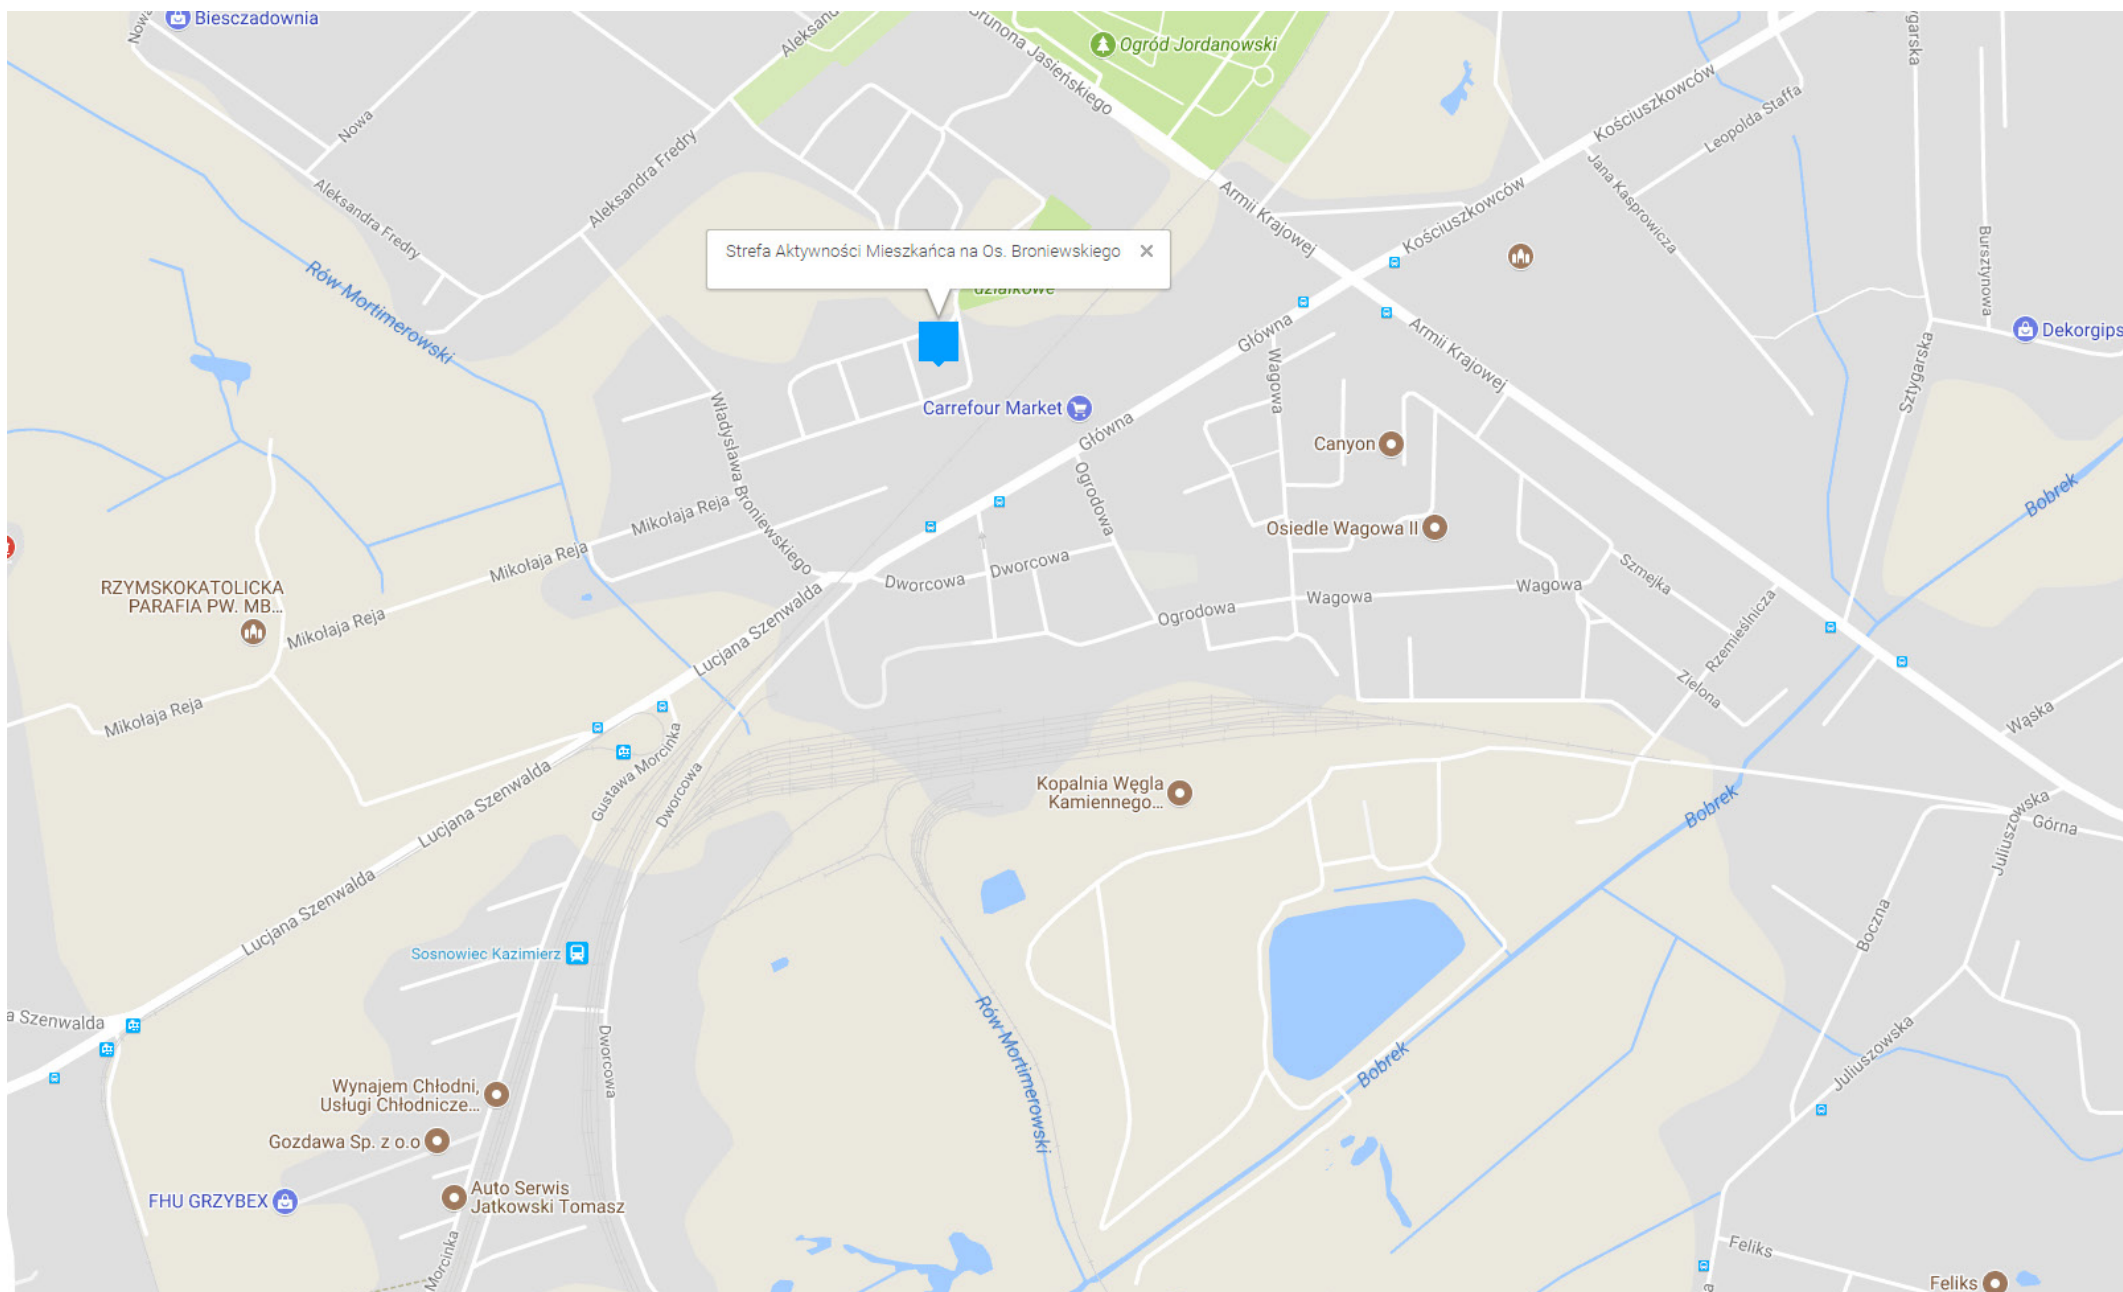 Biesczadownia
Nowa
Aleksandra
Brunona Jasieńskiego
Ogród Jordanowski
Kościuszkowców
Leopolda Staffa
Nowa
Aleksandra Fredry
Aleksandra Fredry
Armii Krajowej
Kościuszkowców
Jana Kasprowicza
Bursztynowa
Strefa Aktywności Mieszkańca na Os. Broniewskiego
działkowe
Rów Mortimerowski
Główna
Armii Krajowej
Wagowa
Dekorgips
Sztygarska
Carrefour Market
Główna
Władysława Broniewskiego
Canyon
Ogrodowa
Bobrek
Mikołaja Reja
Osiedle Wagowa II
Mikołaja Reja
Dworcowa
Dworcowa
Szmejka
RZYMSKOKATOLICKA
PARAFIA PW. MB...
Mikołaja Reja
Lucjana Szenwalda
Ogrodowa
Wagowa
Wagowa
Rzemieślnicza
Zielona
Mikołaja Reja
Wąska
Gustawa Morcinka
Dworcowa
Lucjana Szenwalda
Kopalnia Węgla
Kamiennego...
Bobrek
Juliuszowska
Górna
Lucjana Szenwalda
Boczna
Sosnowiec Kazimierz
a Szenwalda
Rów Mortimerowski
Dworcowa
Bobrek
Juliuszowska
Wynajem Chłodni,
Usługi Chłodnicze...
Gozdawa Sp. z o.o
FHU GRZYBEX
Auto Serwis
Jatkowski Tomasz
Morcinka
Feliks
Feliks